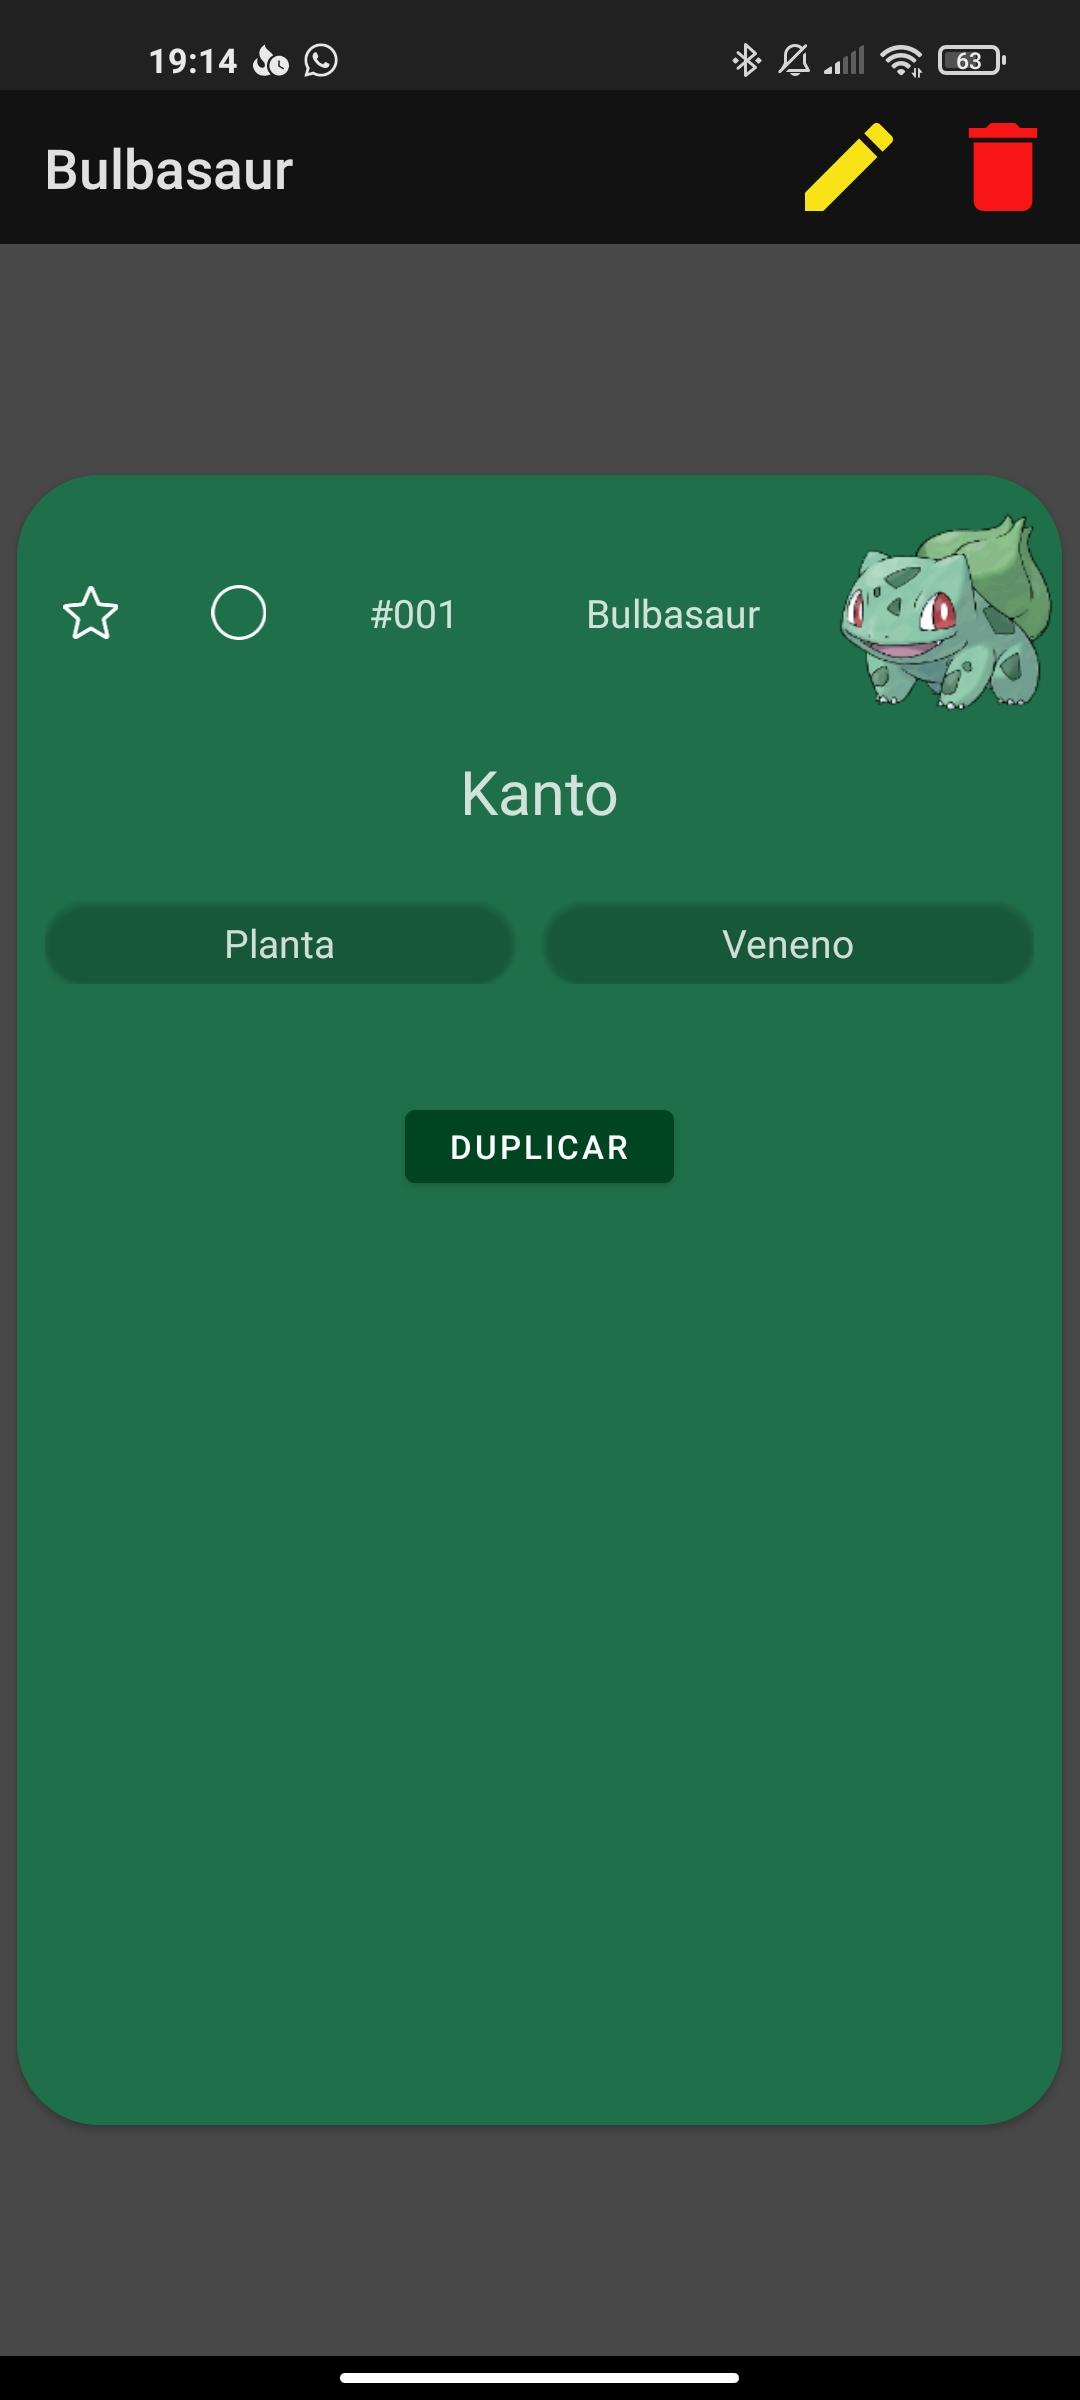 19:14
63
Bulbasaur
#001
Bulbasaur
Kanto
Planta
Veneno
DUPLICAR